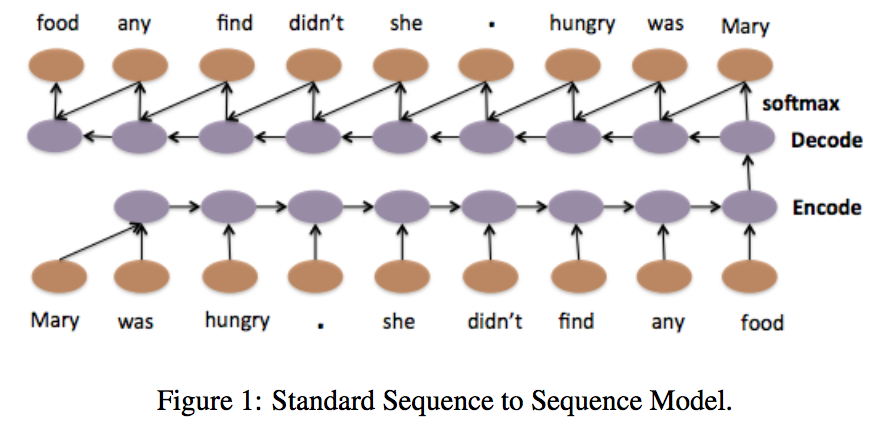 food any find didn't she . hungry was Mary
softmax
Decode
Encode
Mary was hungry . she didn't find any food
Figure 1: Standard Sequence to Sequence Model.